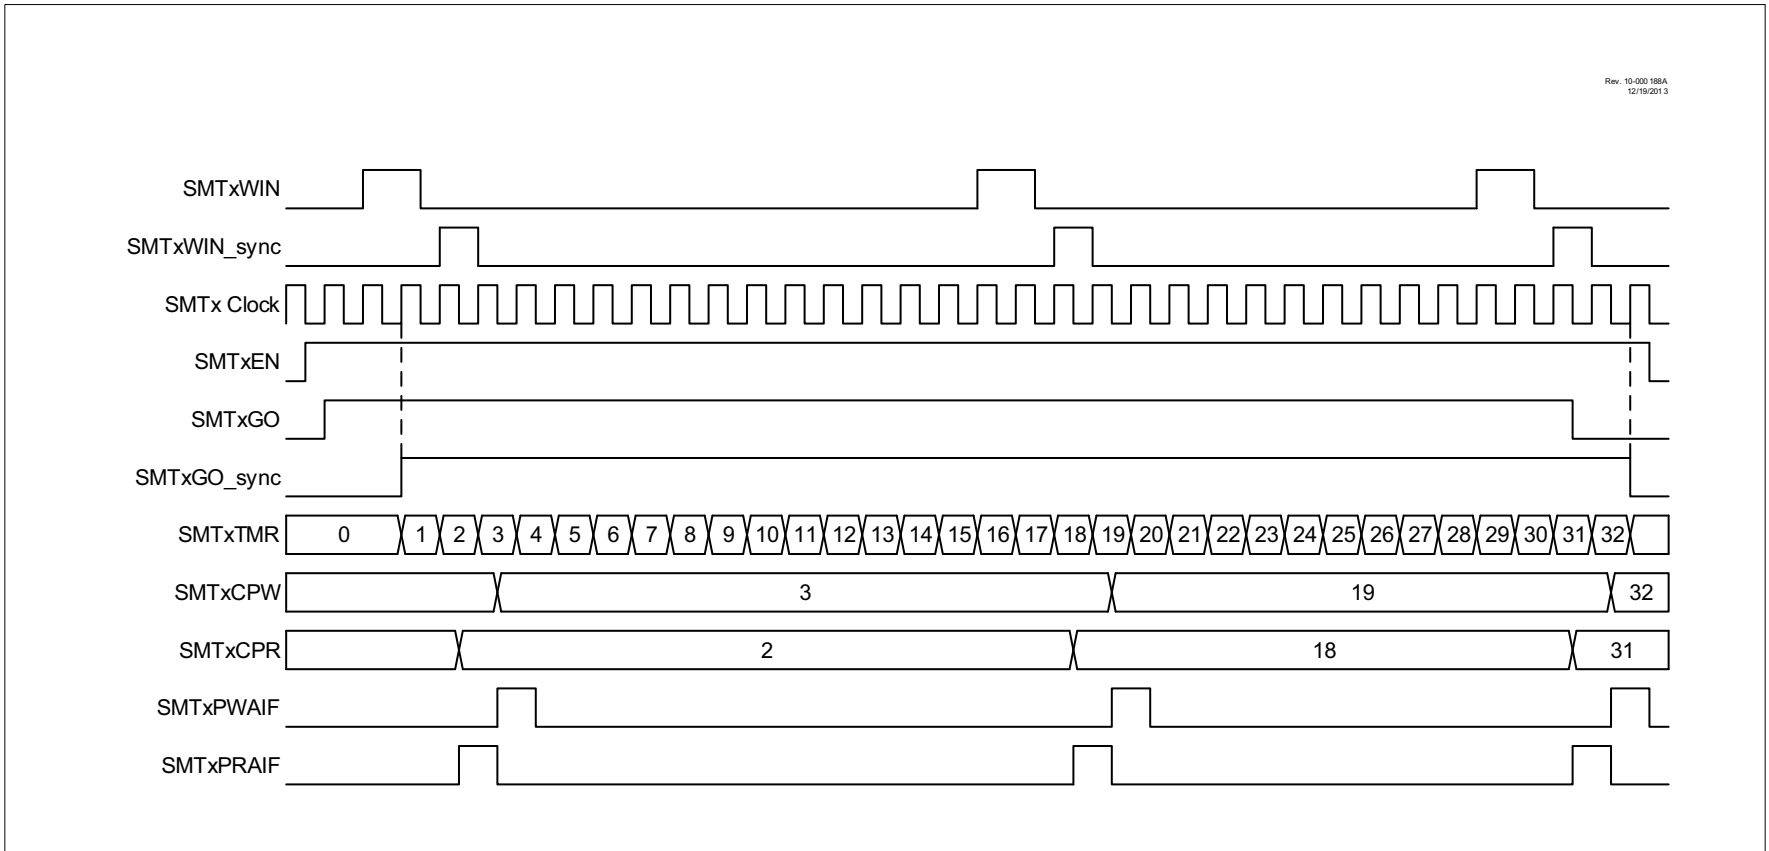 Rev. 10-000 188A
12/19/201 3
SMTxWIN
SMTxWIN_sync
SMTx Clock
SMTxEN
SMTxGO
SMTxGO_sync
SMTxTMR 0 1 2 3 4 5 6 7 8 9 10 11 12 13 14 15 16 17 18 19 20 21 22 23 24 25 26 27 28 29 30 31 32
SMTxCPW 3 19 32
SMTxCPR 2 18 31
SMTxPWAIF
SMTxPRAIF